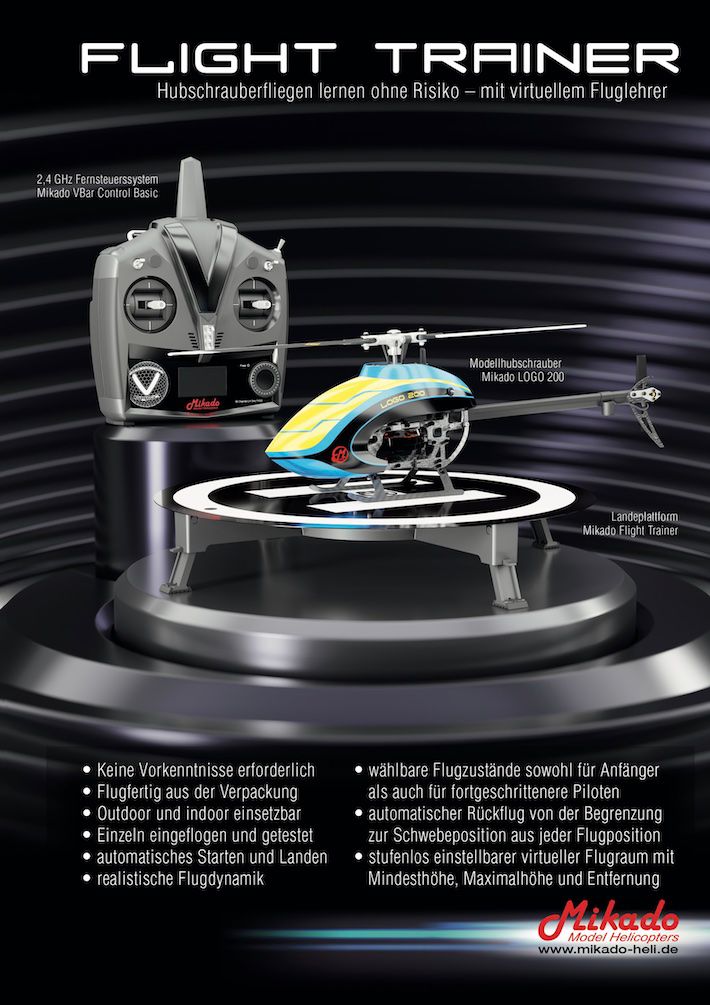 FLIGHT TRAINER
Hubschrauberfliegen lernen ohne Risiko – mit virtuellem Fluglehrer
2,4 GHz Fernsteuerssystem
Mikado VBar Control Basic
V
Mikado
Modellhubschrauber
Mikado LOGO 200
LOGO 200
Landeplattform
Mikado Flight Trainer
• Keine Vorkenntnisse erforderlich
• Flugfertig aus der Verpackung
• Outdoor und indoor einsetzbar
• Einzeln eingeflogen und getestet
• automatisches Starten und Landen
• realistische Flugdynamik
• wählbare Flugzustände sowohl für Anfänger
als auch für fortgeschrittenere Piloten
• automatischer Rückflug von der Begrenzung
zur Schwebeposition aus jeder Flugposition
• stufenlos einstellbarer virtueller Flugraum mit
Mindesthöhe, Maximalhöhe und Entfernung
Mikado
Model Helicopters
www.mikado-heli.de